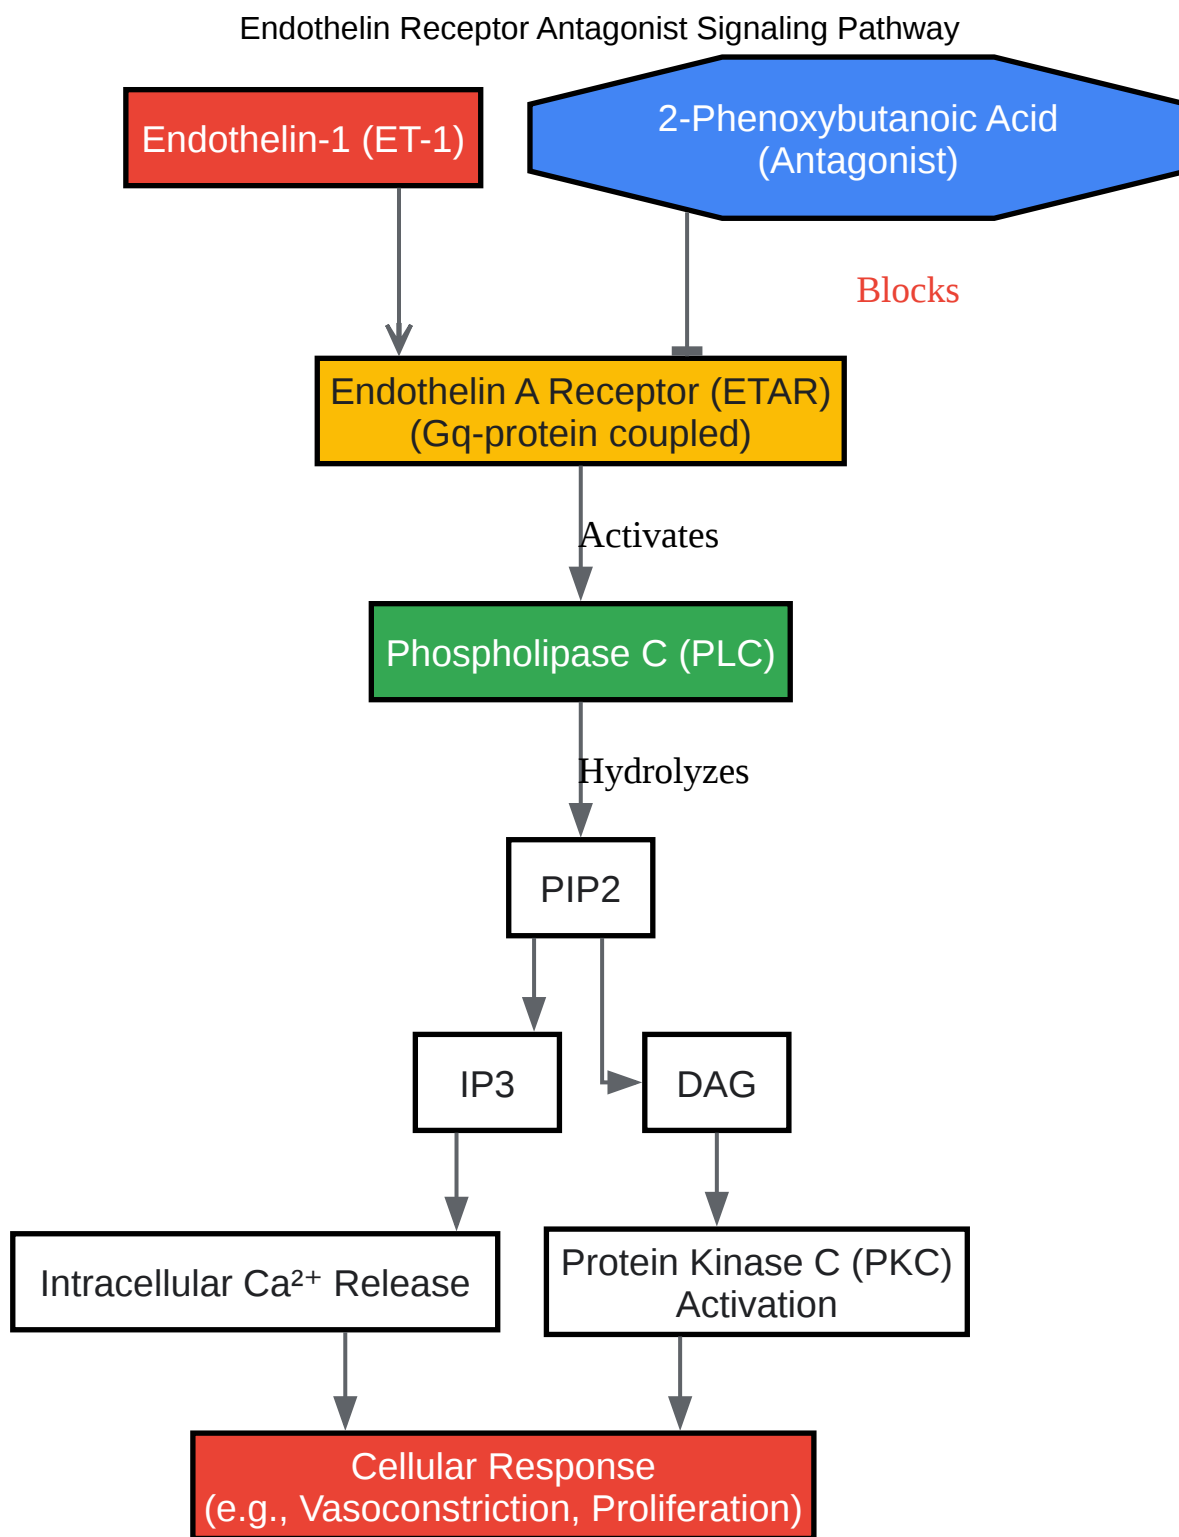 Endothelin Receptor Antagonist Signaling Pathway
Endothelin-1 (ET-1)
2-Phenoxybutanoic Acid
(Antagonist)
Blocks
Endothelin A Receptor (ETAR)
(Gq-protein coupled)
Activates
Phospholipase C (PLC)
Hydrolyzes
PIP2
IP3
DAG
Intracellular Ca²⁺ Release
Protein Kinase C (PKC)
Activation
Cellular Response
(e.g., Vasoconstriction, Proliferation)